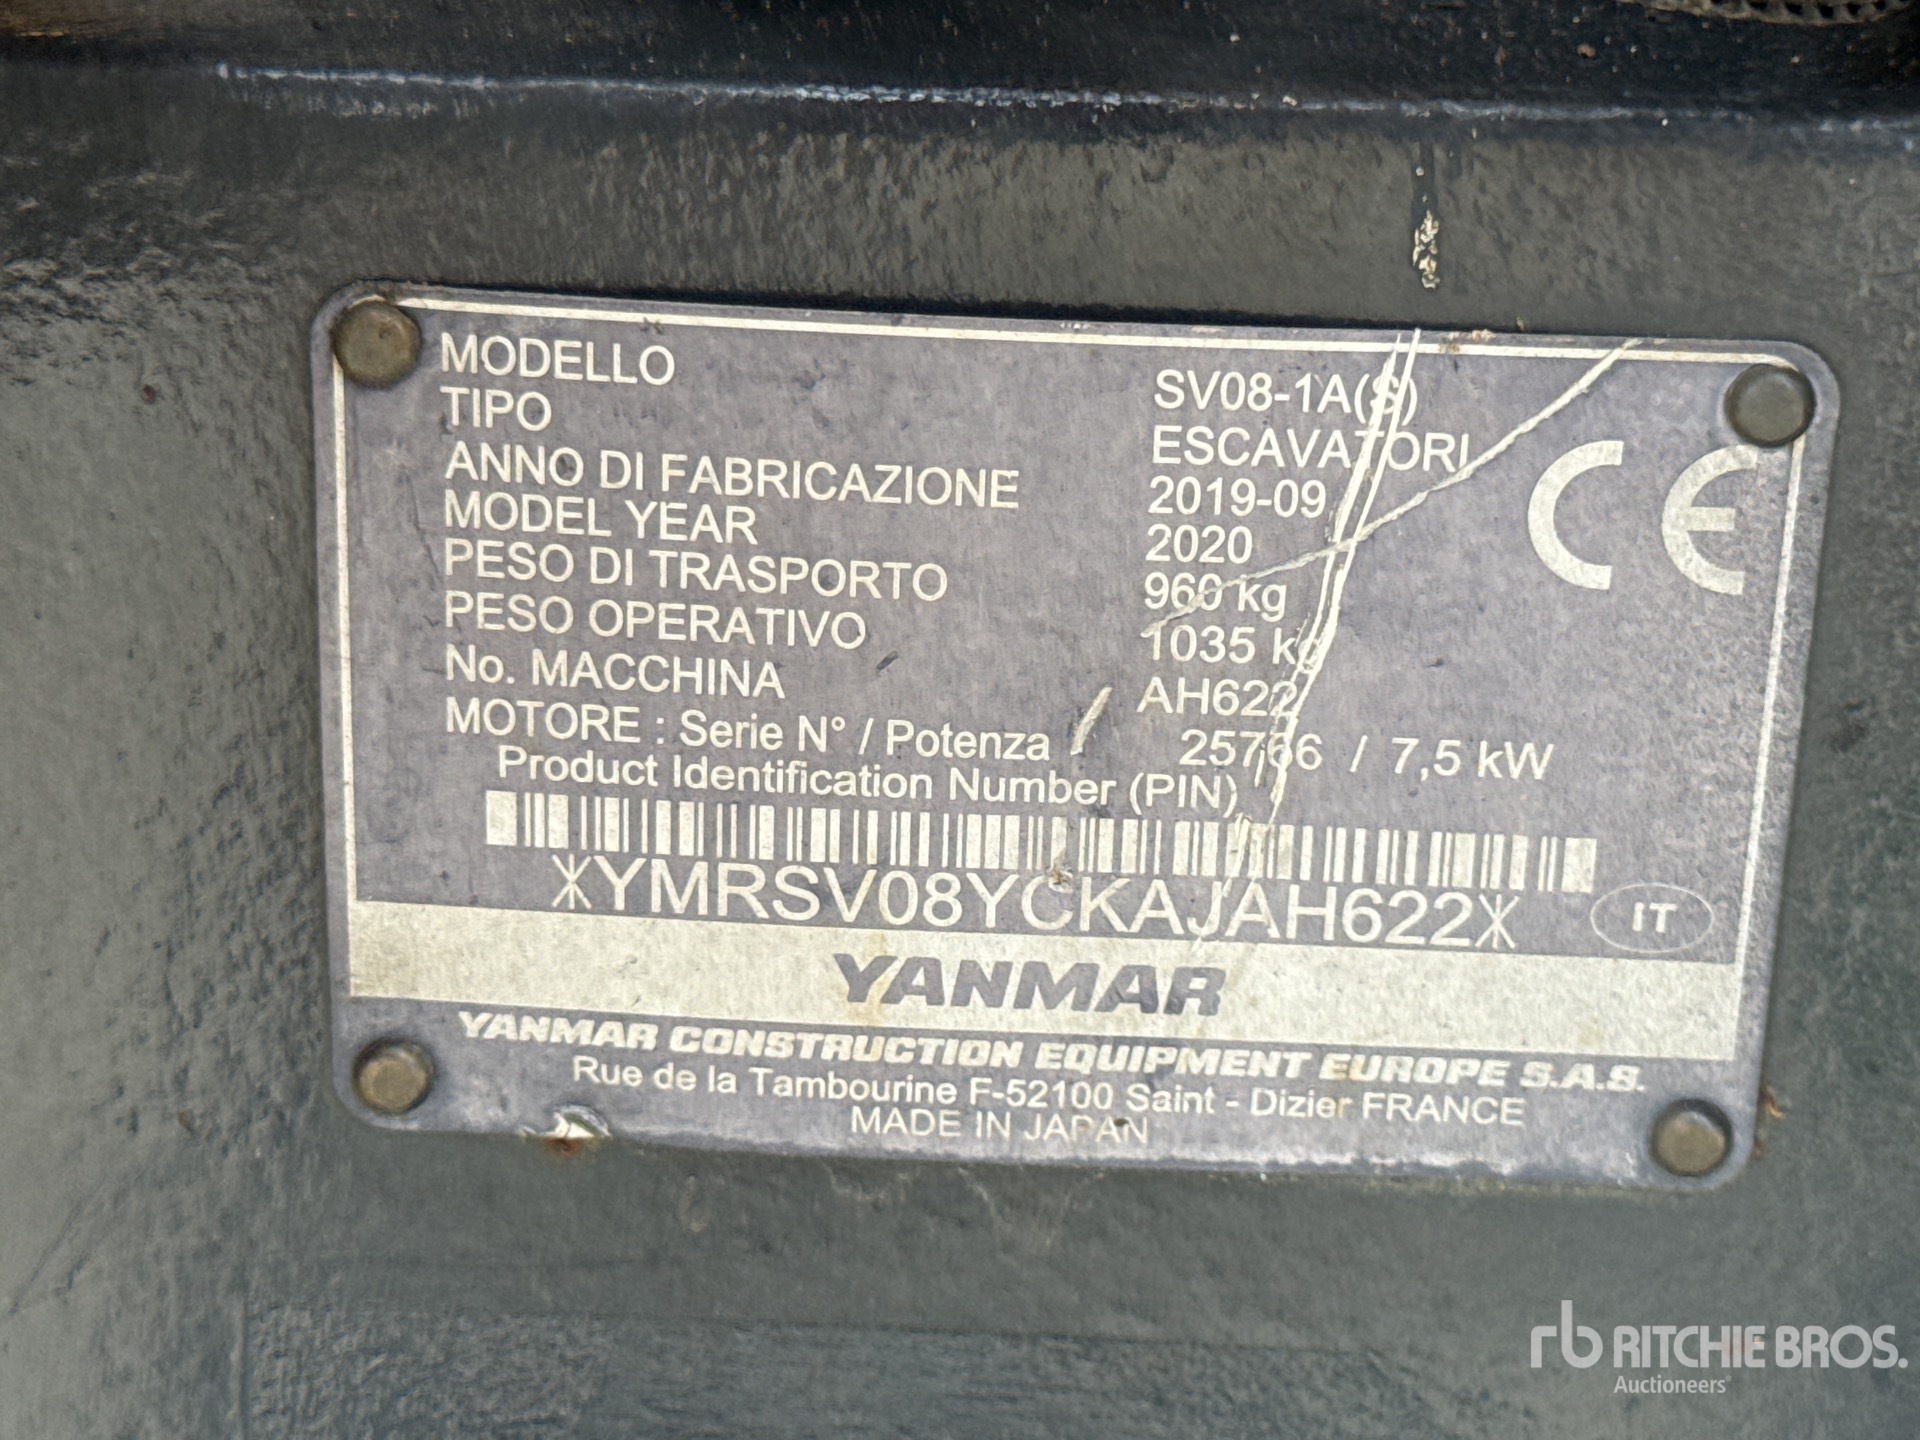 MODELLO SV08-1A(S)
TIPO ESCAVATORI
ANNO DI FABRICAZIONE 2019-09
MODEL YEAR 2020
PESO DI TRASPORTO 960 kg
PESO OPERATIVO 1035 kg
No. MACCHINA AH622
MOTORE : Serie N° / Potenza 25766 / 7,5 kW
Product Identification Number (PIN)
*YMRSV08YCKAJAH622*
CE
IT
YANMAR
YANMAR CONSTRUCTION EQUIPMENT EUROPE S.A.S.
Rue de la Tambourine F-52100 Saint - Dizier FRANCE
MADE IN JAPAN
rb RITCHIE BROS.
Auctioneers